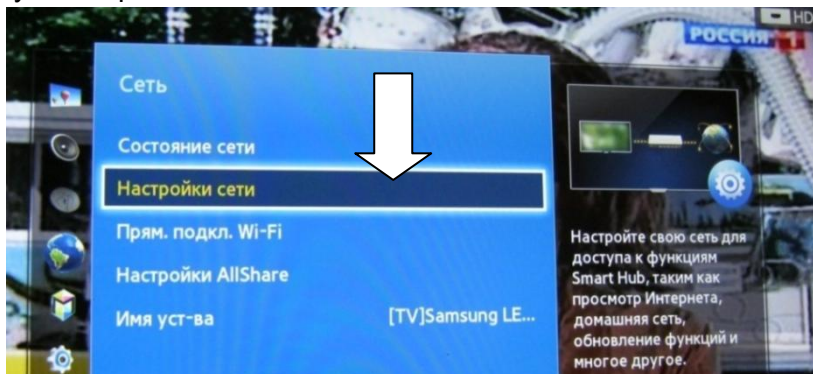 HD
РОССИЯ 1
Сеть
Состояние сети
Настройки сети
Прям. подкл. Wi-Fi
Настройки AllShare
Имя уст-ва [TV]Samsung LE...
Настройте свою сеть для
доступа к функциям
Smart Hub, таким как
просмотр Интернета,
домашняя сеть,
обновление функций и
многое другое.